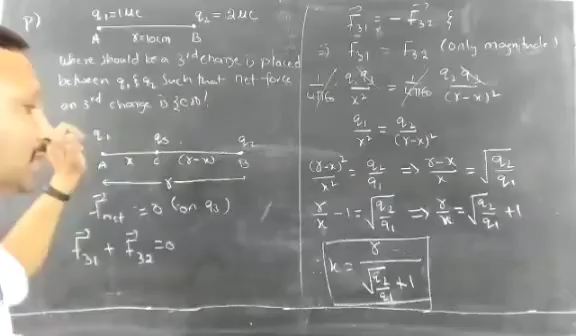 P) q₁=1μc q₂=2μc
A r=10cm B
where should be a 3rd charge is placed
between q₁ & q₂ such that net force
on 3rd charge is zero!
q₁ q₃ q₂
A x C (r-x) B
r
F⃗net = 0 (on q₃)
F⃗₃₁ + F⃗₃₂ = 0
F⃗₃₁ = - F⃗₃₂ {
⇒ F₃₁ = F₃₂ (only magnitude)
1/4πε₀ q₁q₃/x² = 1/4πε₀ q₂q₃/(r-x)²
q₁/x² = q₂/(r-x)²
(r-x)²/x² = q₂/q₁ ⇒ r-x/x = √q₂/q₁
r/x - 1 = √q₂/q₁ ⇒ r/x = √q₂/q₁ + 1
∴ x = r/√q₂/q₁ + 1